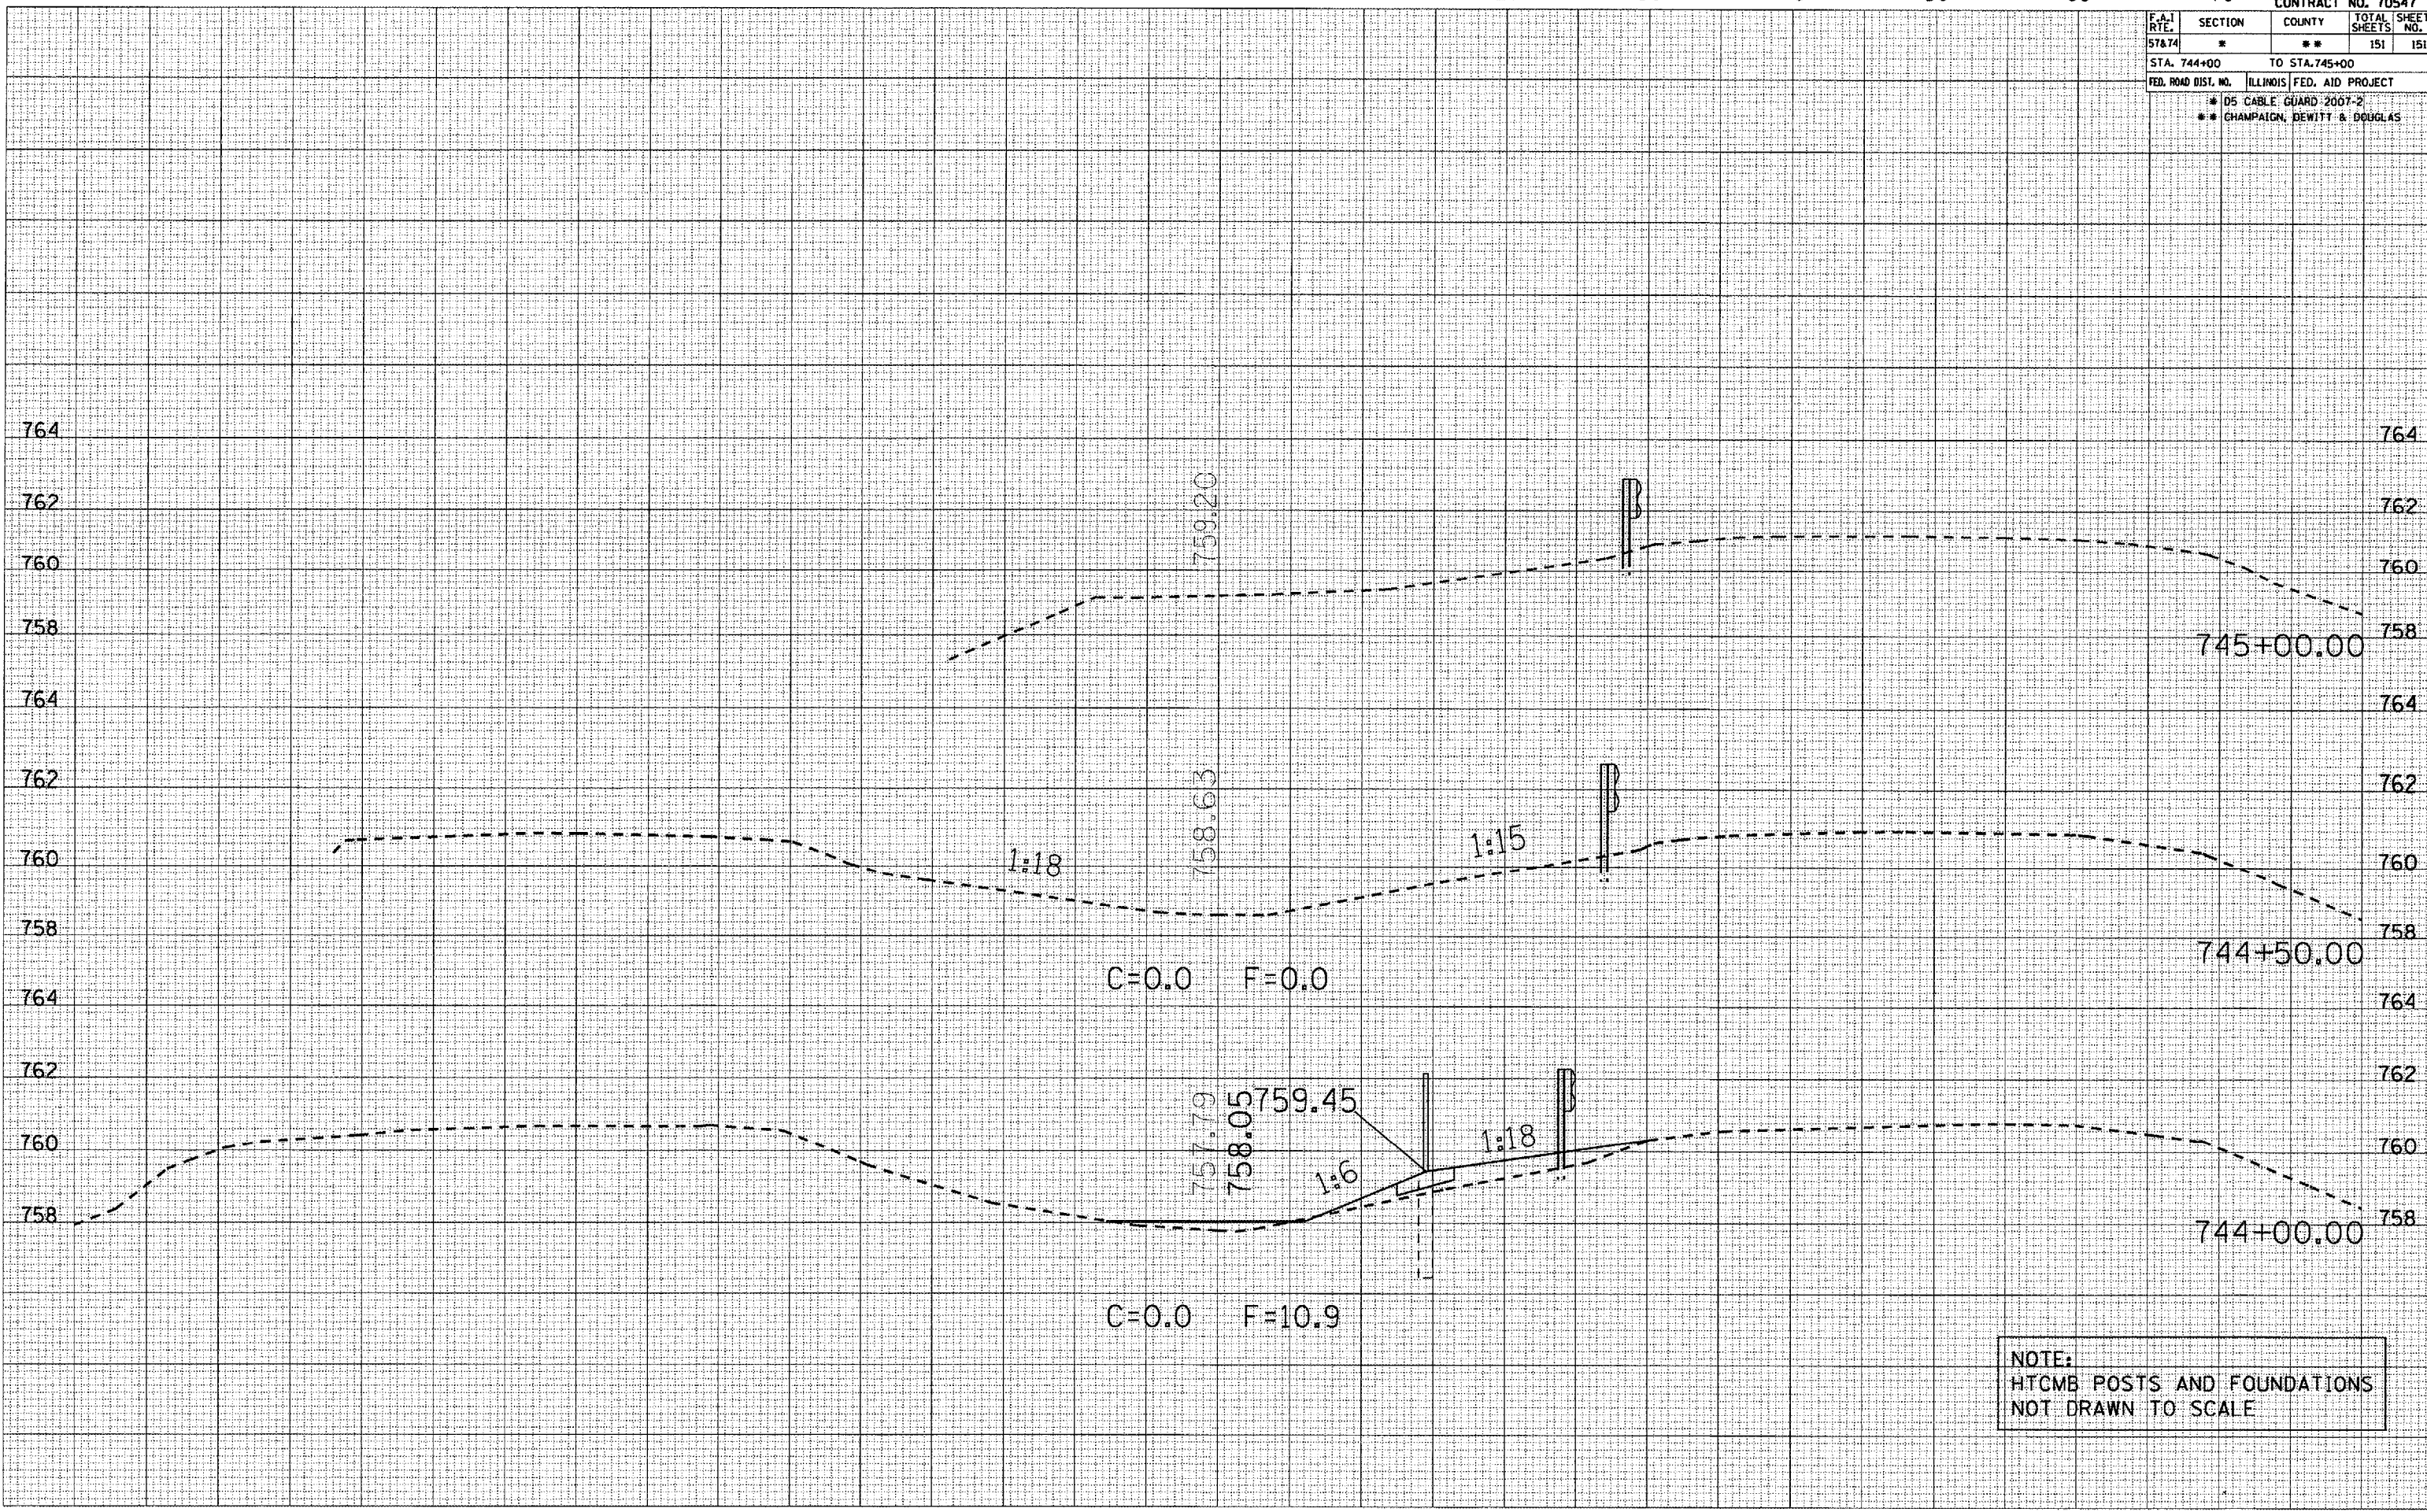 CONTRACT NO. 70547
F.A.I RTE. SECTION COUNTY TOTAL SHEETS SHEET NO.
57&74 * ** 151 151
STA. 744+00 TO STA.745+00
FED. ROAD DIST. NO. ILLINOIS FED. AID PROJECT
* D5 CABLE GUARD 2007-2
** CHAMPAIGN, DEWITT & DOUGLAS
764 764
759.20
762 762
760 760
758 758
745+00.00
764 764
758.63
762 762
1:15
1:18
760 760
758 758
744+50.00
C=0.0 F=0.0
764 764
762 762
757.79 758.05 759.45
1:18
760 760
1:6
758 758
744+00.00
C=0.0 F=10.9
NOTE:
HTCMB POSTS AND FOUNDATIONS
NOT DRAWN TO SCALE